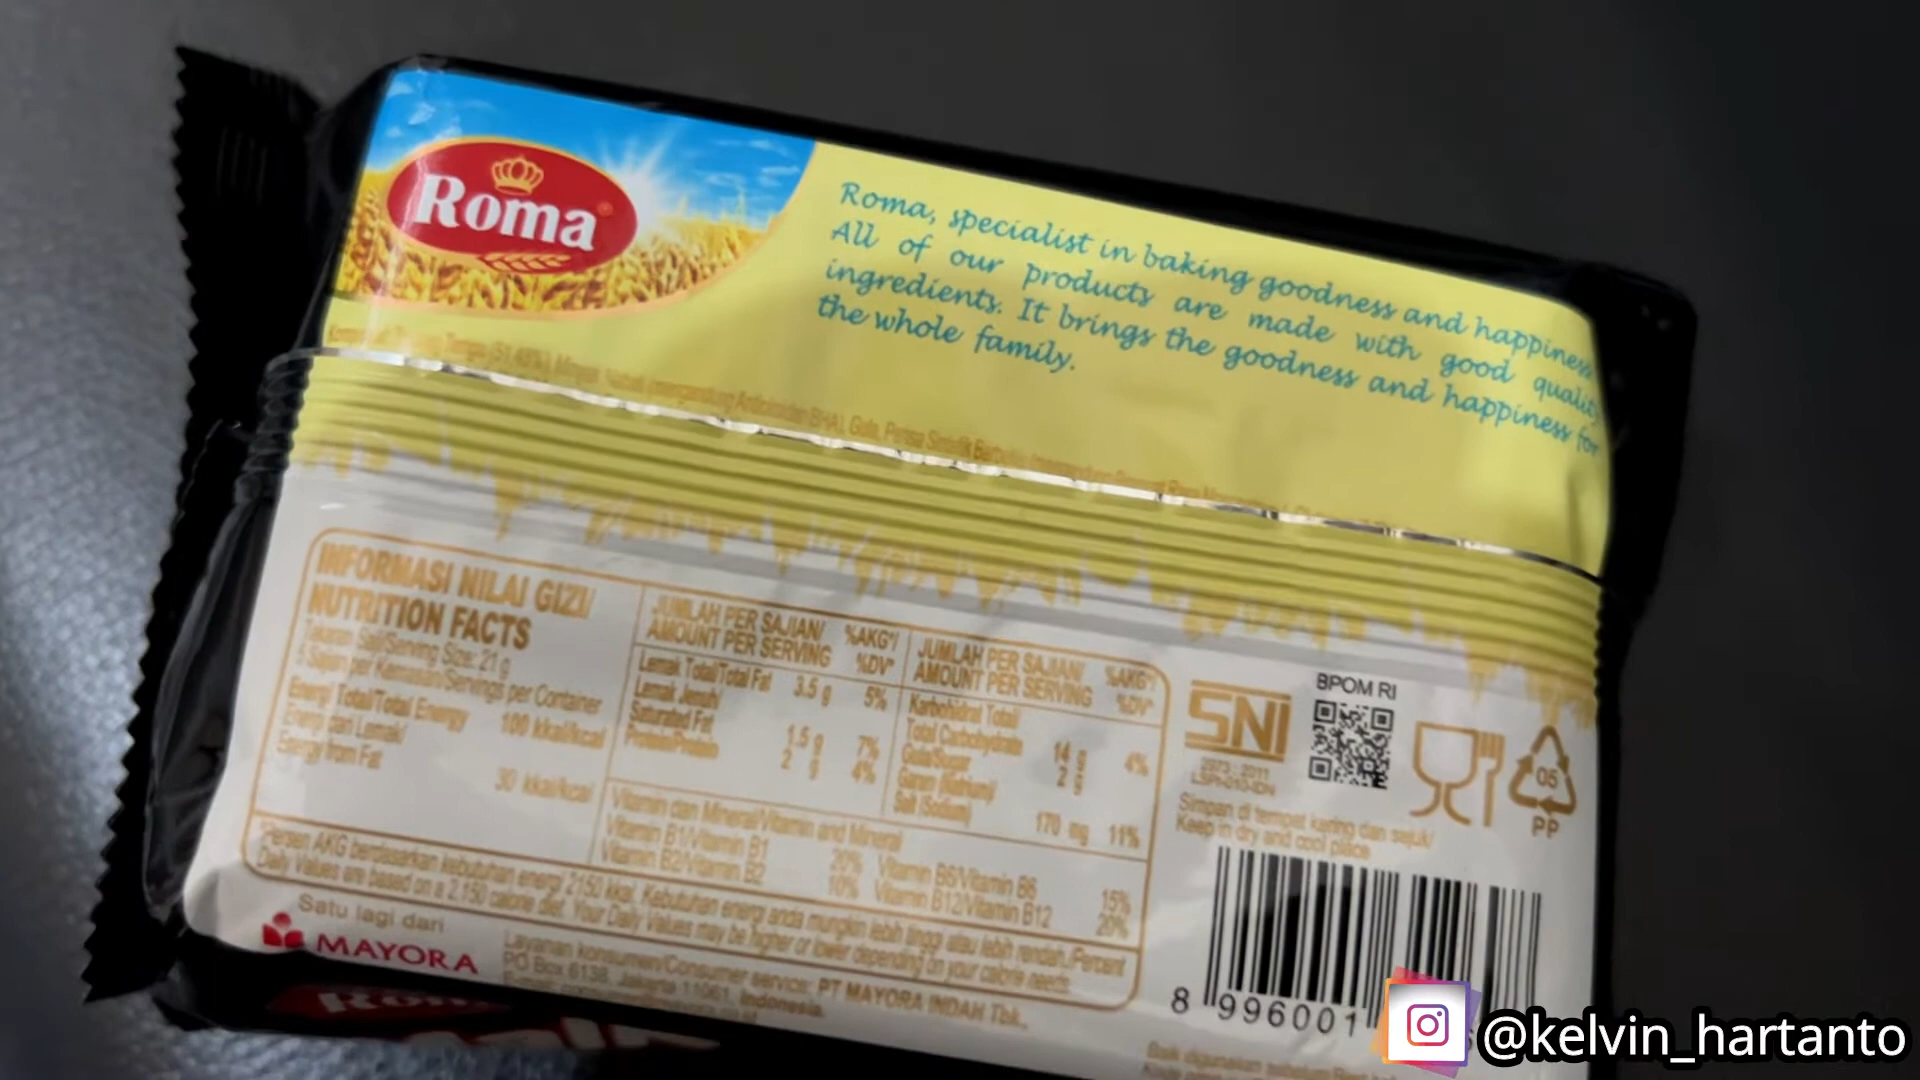 Roma
Roma, specialist in baking goodness and happiness
All of our products are made with good quality
ingredients. It brings the goodness and happiness for
the whole family.
INFORMASI NILAI GIZI/
NUTRITION FACTS
Takaran Saji/Serving Size: 21 g
Sajian per Kemasan/Servings per Container
Energi Total/Total Energy 100 kkal/kcal
Energi dari Lemak/
Energy from Fat 30 kkal/kcal
JUMLAH PER SAJIAN/ %AKG*/
AMOUNT PER SERVING %DV*
Lemak Total/Total Fat 3.5 g 5%
Lemak Jenuh/
Saturated Fat 1.5 g 7%
Protein/Protein 2 g 4%
JUMLAH PER SAJIAN/ %AKG*/
AMOUNT PER SERVING %DV*
Karbohidrat Total/
Total Carbohydrate 14 g 4%
Gula/Sugar 2 g
Garam (Natrium)/
Salt (Sodium) 170 mg 11%
Vitamin dan Mineral/Vitamin and Mineral
Vitamin B1/Vitamin B1 20% Vitamin B6/Vitamin B6 15%
Vitamin B2/Vitamin B2 10% Vitamin B12/Vitamin B12 20%
*Persen AKG berdasarkan kebutuhan energi 2150 kkal. Kebutuhan energi anda mungkin lebih tinggi atau lebih rendah./Percent
Daily Values are based on a 2,150 calorie diet. Your Daily Values may be higher or lower depending on your calorie needs.
SNI
2973 : 2011
BPOM RI
05
PP
Simpan di tempat kering dan sejuk/
Keep in dry and cool place
8 996001
Satu lagi dari
MAYORA
Layanan konsumen/Consumer service: PT MAYORA INDAH Tbk.
PO Box 6138, Jakarta 11061, Indonesia.
Roma
@kelvin_hartanto